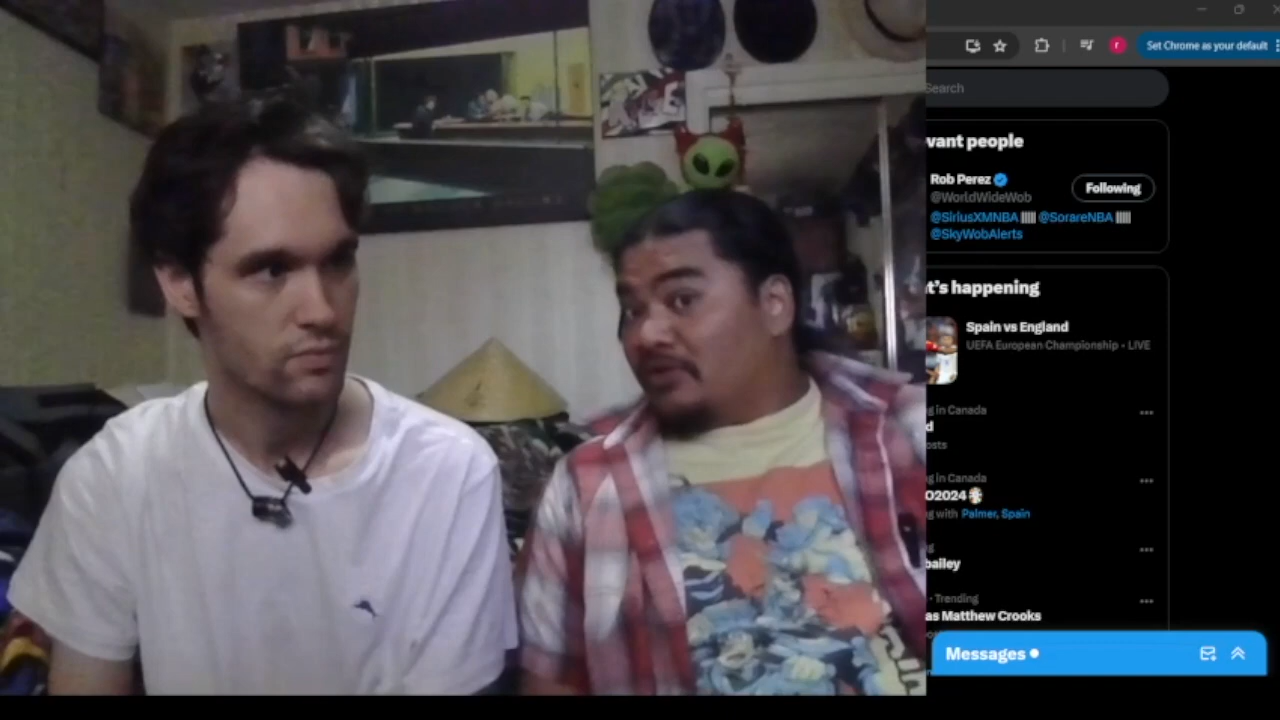 Set Chrome as your default
Search
vant people
Rob Perez
@WorldWideWob
Following
@SiriusXMNBA @SorareNBA
@SkyWobAlerts
t's happening
Spain vs England
UEFA European Championship · LIVE
g in Canada
d
osts
g in Canada
O2024
g with Palmer, Spain
g
bailey
· Trending
as Matthew Crooks
Messages